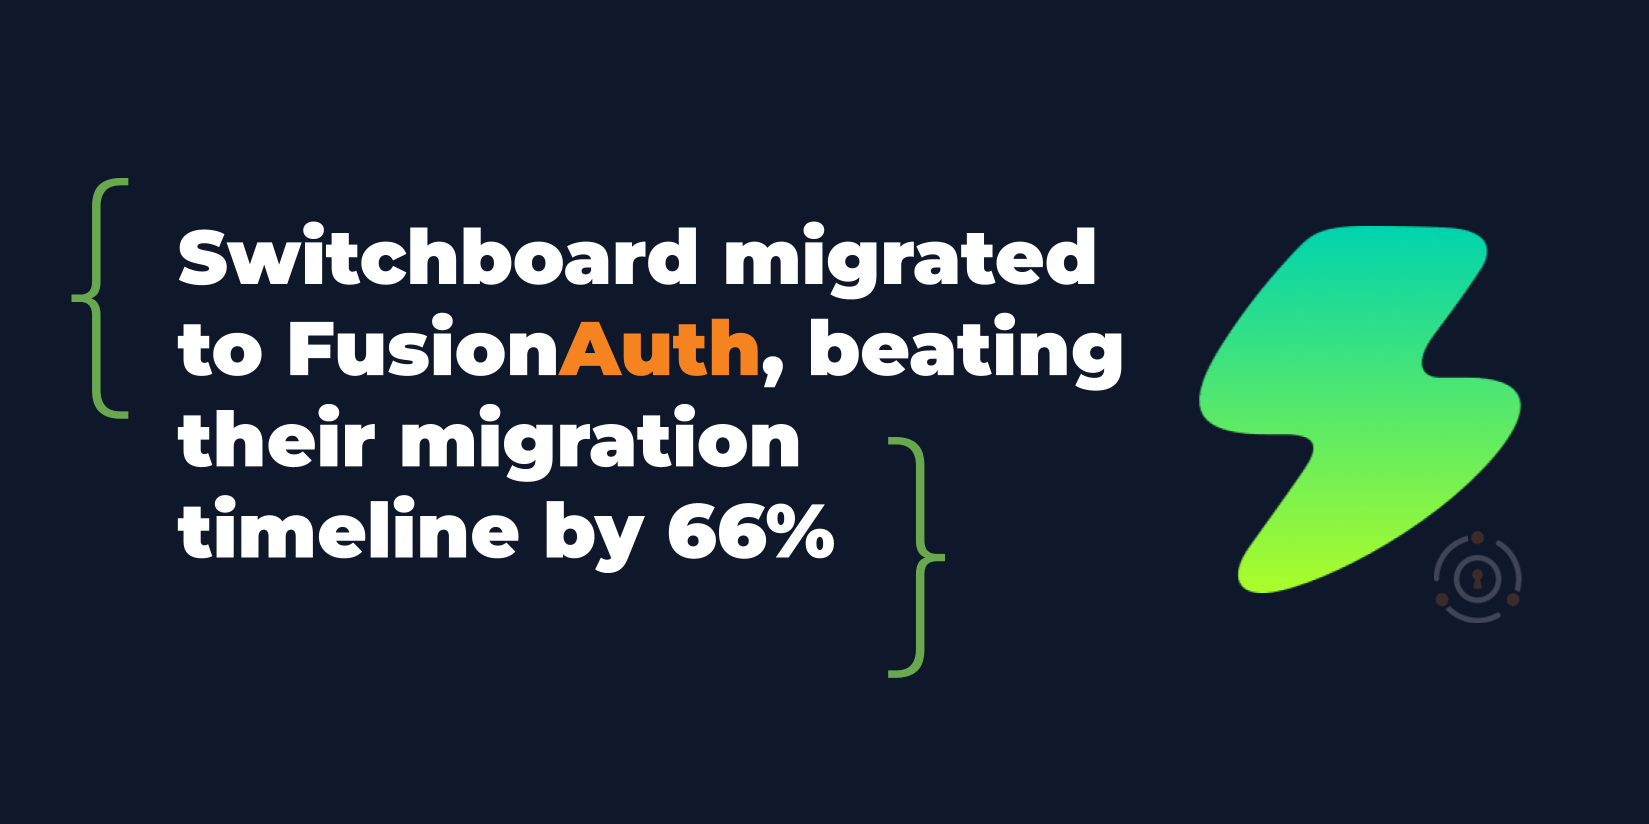 Switchboard migrated
to FusionAuth, beating
their migration
timeline by 66%